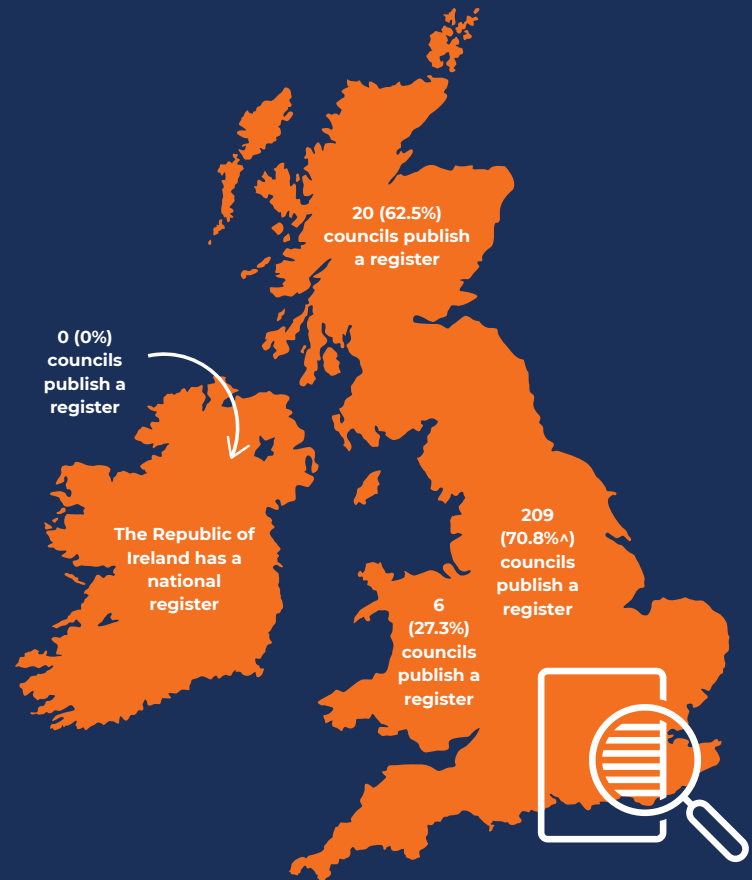 20 (62.5%)
councils publish
a register
0 (0%)
councils
publish a
register
The Republic of
Ireland has a
national
register
209
(70.8%^)
councils
publish a
register
6
(27.3%)
councils
publish a
register